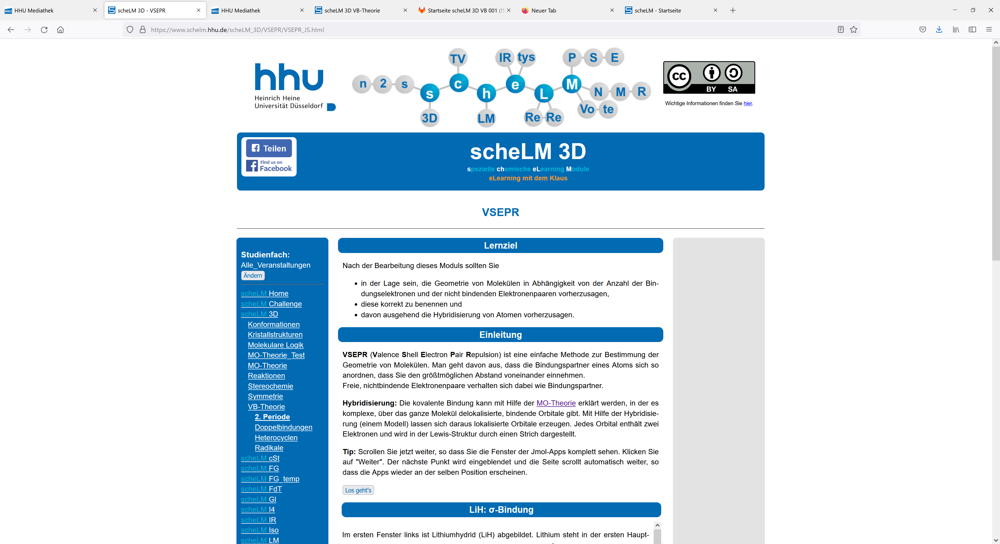 HHU Mediathek
scheLM 3D - VSEPR
HHU Mediathek
scheLM 3D VB-Theorie
Startseite scheLM 3D VB 001 (!5
Neuer Tab
scheLM - Startseite
https://www.schelm.hhu.de/scheLM_3D/VSEPR/VSEPR_JS.html
hhu
Heinrich Heine
Universität Düsseldorf
TV
IR tys
P S E
n 2 s
s c h e L M
N M R
3D
LM
Re Re
Vo te
cc
BY SA
Wichtige Informationen finden Sie hier.
Teilen
Find us on
Facebook
scheLM 3D
spezielle chemische eLearning Module
eLearning mit dem Klaus
VSEPR
Studienfach:
Alle_Veranstaltungen
Ändern
scheLM Home
scheLM Challenge
scheLM 3D
Konformationen
Kristallstrukturen
Molekulare Logik
MO-Theorie_Test
MO-Theorie
Reaktionen
Stereochemie
Symmetrie
VB-Theorie
2. Periode
Doppelbindungen
Heterocyclen
Radikale
scheLM cSt
scheLM FG
scheLM FG_temp
scheLM FdT
scheLM Gl
scheLM I4
scheLM IR
scheLM Iso
scheLM LM
Lernziel
Nach der Bearbeitung dieses Moduls sollten Sie
• in der Lage sein, die Geometrie von Molekülen in Abhängigkeit von der Anzahl der Bin-
dungselektronen und der nicht bindenden Elektronenpaaren vorherzusagen,
• diese korrekt zu benennen und
• davon ausgehend die Hybridisierung von Atomen vorherzusagen.
Einleitung
VSEPR (Valence Shell Electron Pair Repulsion) ist eine einfache Methode zur Bestimmung der
Geometrie von Molekülen. Man geht davon aus, dass die Bindungspartner eines Atoms sich so
anordnen, dass Sie den größtmöglichen Abstand voneinander einnehmen.
Freie, nichtbindende Elektronenpaare verhalten sich dabei wie Bindungspartner.
Hybridisierung: Die kovalente Bindung kann mit Hilfe der MO-Theorie erklärt werden, in der es
komplexe, über das ganze Molekül delokalisierte, bindende Orbitale gibt. Mit Hilfe der Hybridisie-
rung (einem Modell) lassen sich daraus lokalisierte Orbitale erzeugen. Jedes Orbital enthält zwei
Elektronen und wird in der Lewis-Struktur durch einen Strich dargestellt.
Tip: Scrollen Sie jetzt weiter, so dass Sie die Fenster der Jmol-Apps komplett sehen. Klicken Sie
auf "Weiter". Der nächste Punkt wird eingeblendet und die Seite scrollt automatisch weiter, so
dass die Apps wieder an der selben Position erscheinen.
Los geht's
LiH: σ-Bindung
Im ersten Fenster links ist Lithiumhydrid (LiH) abgebildet. Lithium steht in der ersten Haupt-